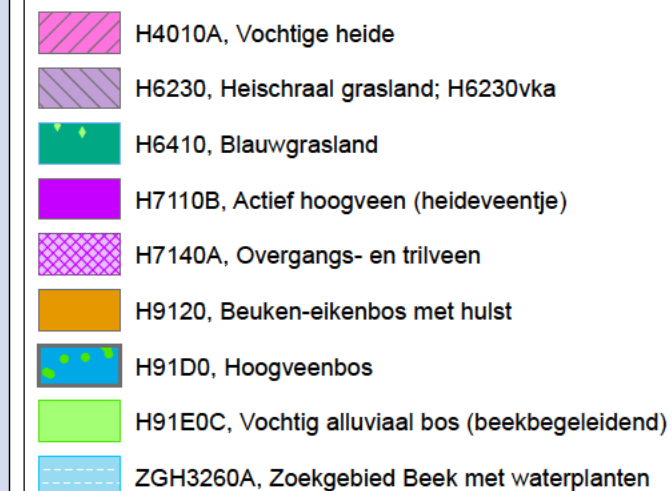 H4010A, Vochtige heide
H6230, Heischraal grasland; H6230vka
H6410, Blauwgrasland
H7110B, Actief hoogveen (heideveentje)
H7140A, Overgangs- en trilveen
H9120, Beuken-eikenbos met hulst
H91D0, Hoogveenbos
H91E0C, Vochtig alluviaal bos (beekbegeleidend)
ZGH3260A, Zoekgebied Beek met waterplanten